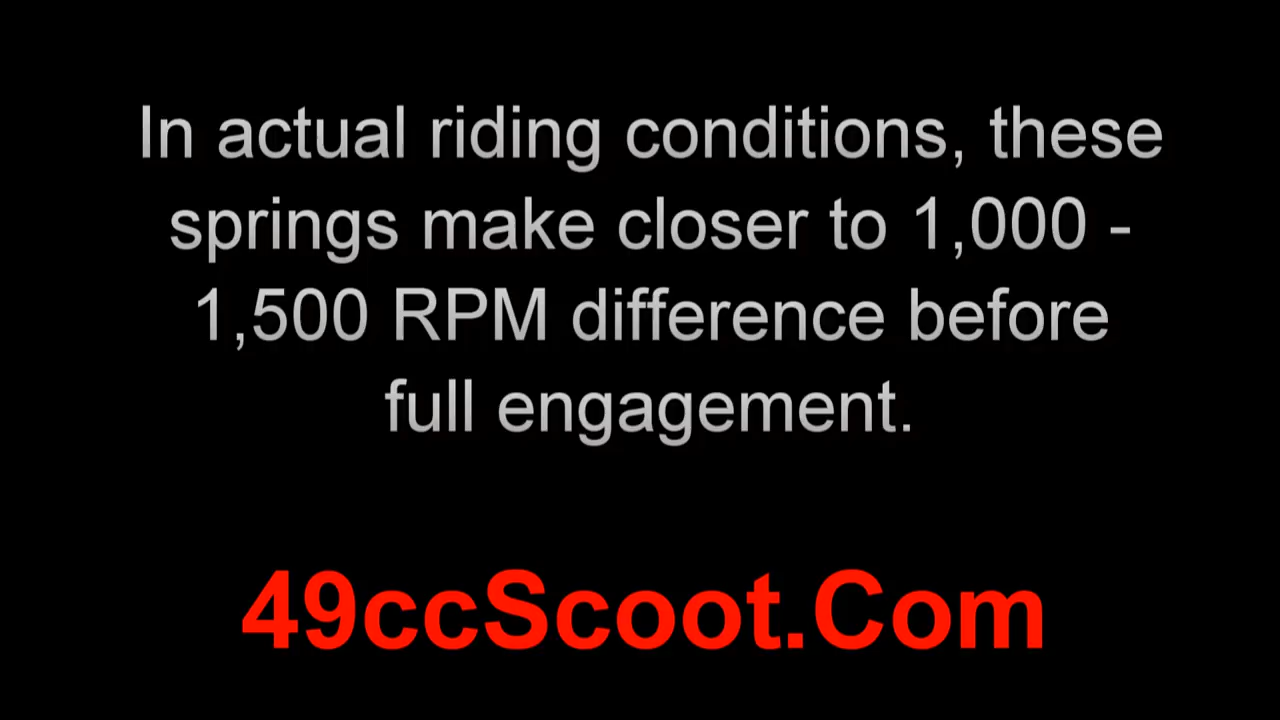 In actual riding conditions, these
springs make closer to 1,000 -
1,500 RPM difference before
full engagement.
49ccScoot.Com